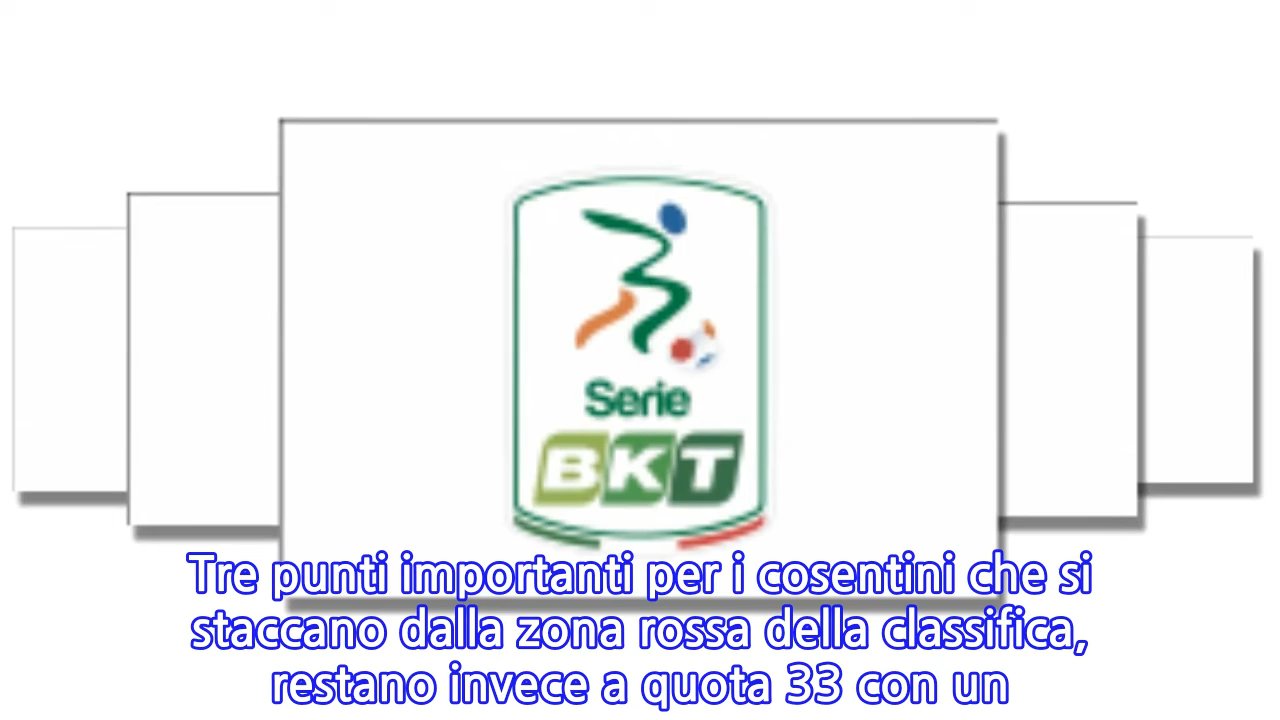 Serie
BKT
Tre punti importanti per i cosentini che si
staccano dalla zona rossa della classifica,
restano invece a quota 33 con un